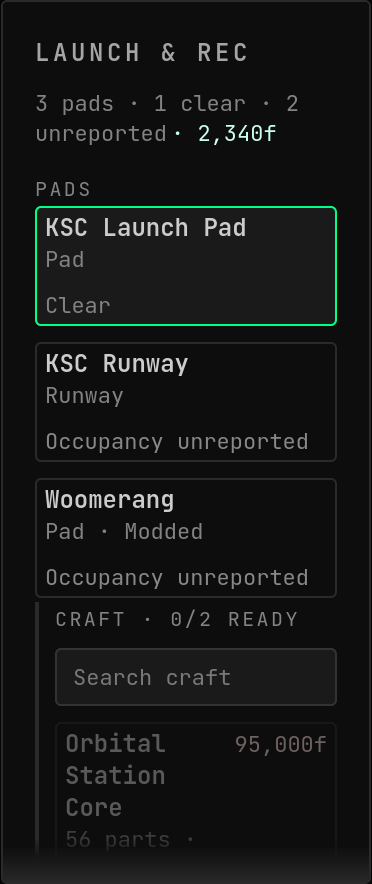 LAUNCH & REC
3 pads · 1 clear · 2
unreported · 2,340f
PADS
KSC Launch Pad
Pad
Clear
KSC Runway
Runway
Occupancy unreported
Woomerang
Pad · Modded
Occupancy unreported
CRAFT · 0/2 READY
Search craft
Orbital 95,000f
Station
Core
56 parts ·